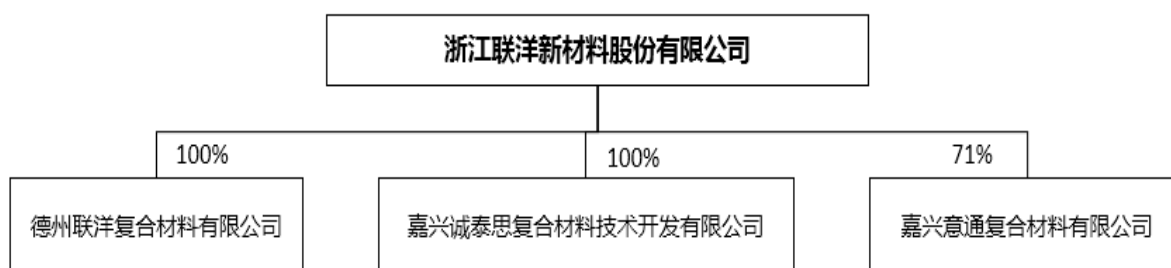 浙江联洋新材料股份有限公司
100%
100%
71%
德州联洋复合材料有限公司
嘉兴诚泰思复合材料技术开发有限公司
嘉兴意通复合材料有限公司